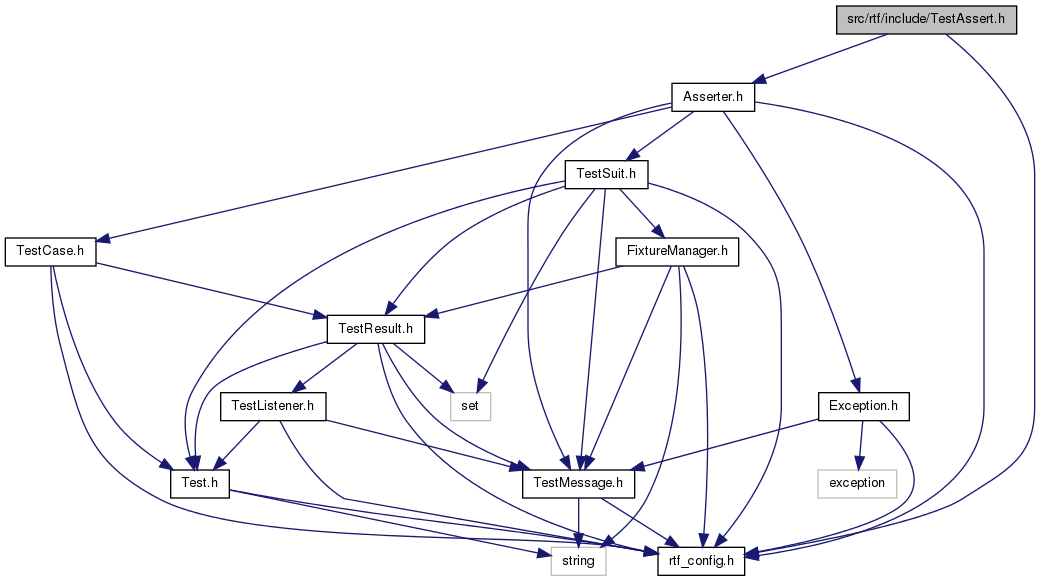 src/rtf/include/TestAssert.h
Asserter.h
TestSuit.h
TestCase.h
FixtureManager.h
TestResult.h
TestListener.h
set
Exception.h
Test.h
TestMessage.h
exception
string
rtf_config.h